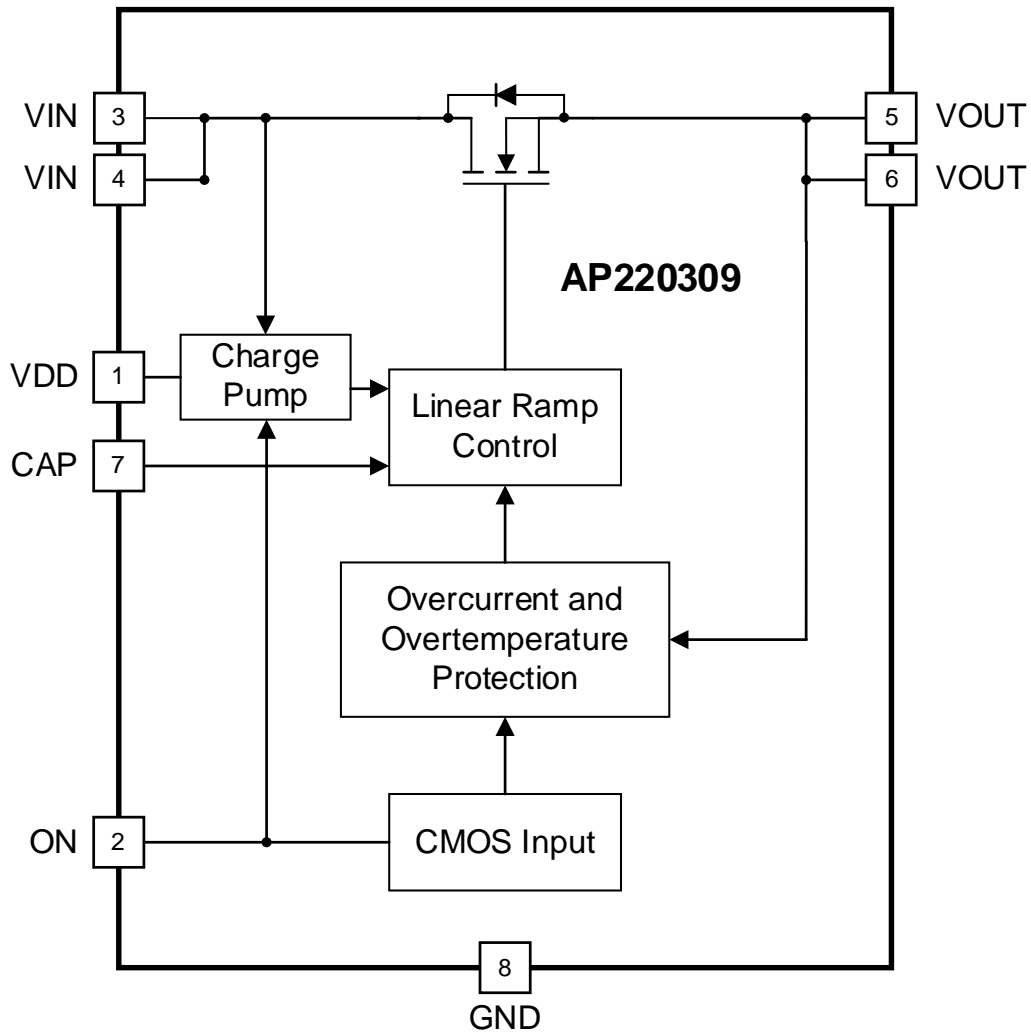 VIN
3
5
VOUT
VIN
4
6
VOUT
AP220309
Charge
Pump
VDD
1
Linear Ramp
Control
CAP
7
Overcurrent and
Overtemperature
Protection
ON
2
CMOS Input
8
GND